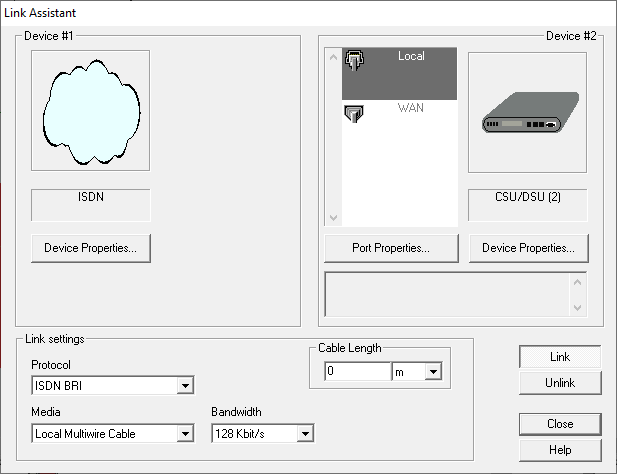 Link Assistant
Device #1
Device #2
Local
WAN
ISDN
CSU/DSU (2)
Device Properties...
Port Properties...
Device Properties...
Link settings
Protocol
ISDN BRI
Cable Length
0
m
Media
Local Multiwire Cable
Bandwidth
128 Kbit/s
Link
Unlink
Close
Help